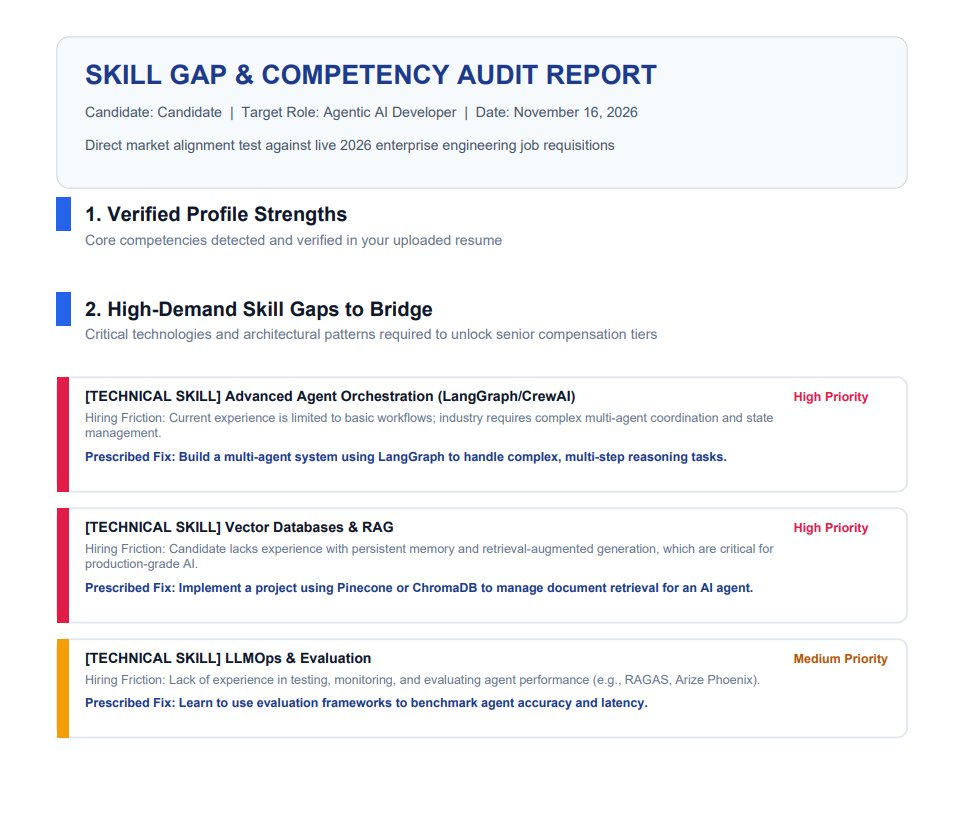 SKILL GAP & COMPETENCY AUDIT REPORT
Candidate: Candidate | Target Role: Agentic AI Developer | Date: November 16, 2026
Direct market alignment test against live 2026 enterprise engineering job requisitions
1. Verified Profile Strengths
Core competencies detected and verified in your uploaded resume
2. High-Demand Skill Gaps to Bridge
Critical technologies and architectural patterns required to unlock senior compensation tiers
[TECHNICAL SKILL] Advanced Agent Orchestration (LangGraph/CrewAI)
High Priority
Hiring Friction: Current experience is limited to basic workflows; industry requires complex multi-agent coordination and state
management.
Prescribed Fix: Build a multi-agent system using LangGraph to handle complex, multi-step reasoning tasks.
[TECHNICAL SKILL] Vector Databases & RAG
High Priority
Hiring Friction: Candidate lacks experience with persistent memory and retrieval-augmented generation, which are critical for
production-grade AI.
Prescribed Fix: Implement a project using Pinecone or ChromaDB to manage document retrieval for an AI agent.
[TECHNICAL SKILL] LLMOps & Evaluation
Medium Priority
Hiring Friction: Lack of experience in testing, monitoring, and evaluating agent performance (e.g., RAGAS, Arize Phoenix).
Prescribed Fix: Learn to use evaluation frameworks to benchmark agent accuracy and latency.